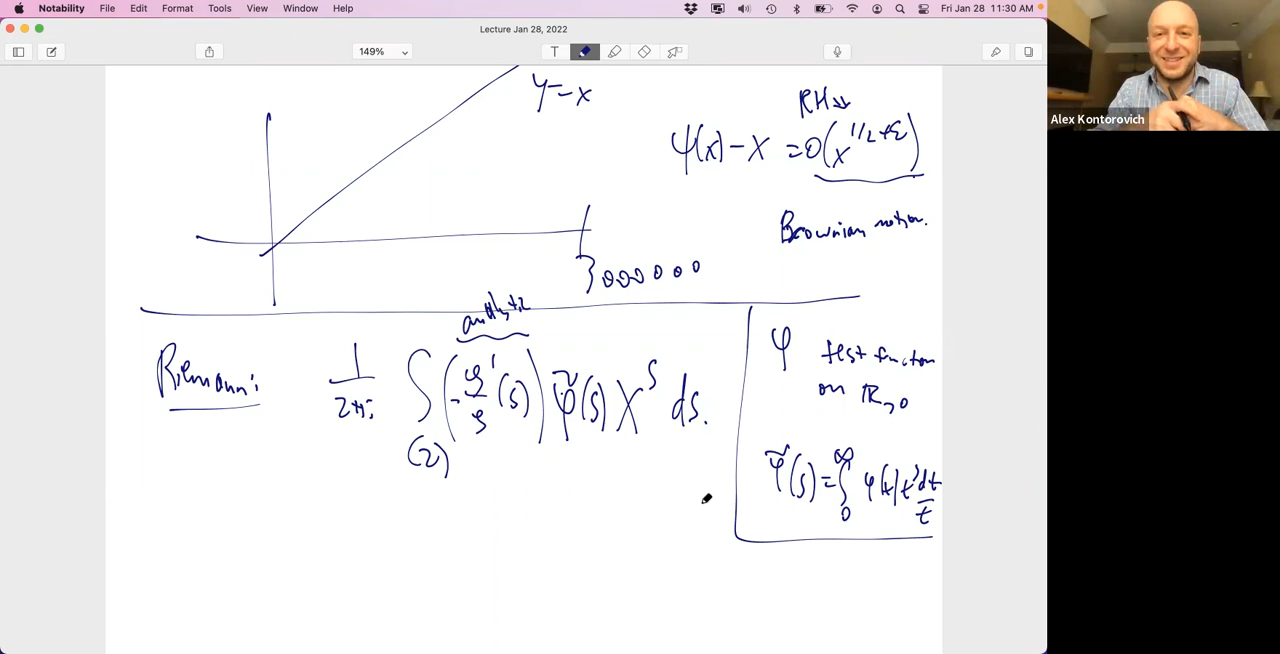 Notability File Edit Format Tools View Window Help Fri Jan 28 11:30 AM
Lecture Jan 28, 2022
149%
T
Alex Kontorovich
y=x
RH
ψ(x) - x = O(x^{1/2+ε})
Brownian motion.
3000000
analytic
Riemann:
1/2πi ∫_(2) (-ζ'/ζ (s)) φ̃(s) X^s ds.
φ test function
on ℝ>0
φ̃(s) = ∫_0^∞ φ(t) t^s dt/t